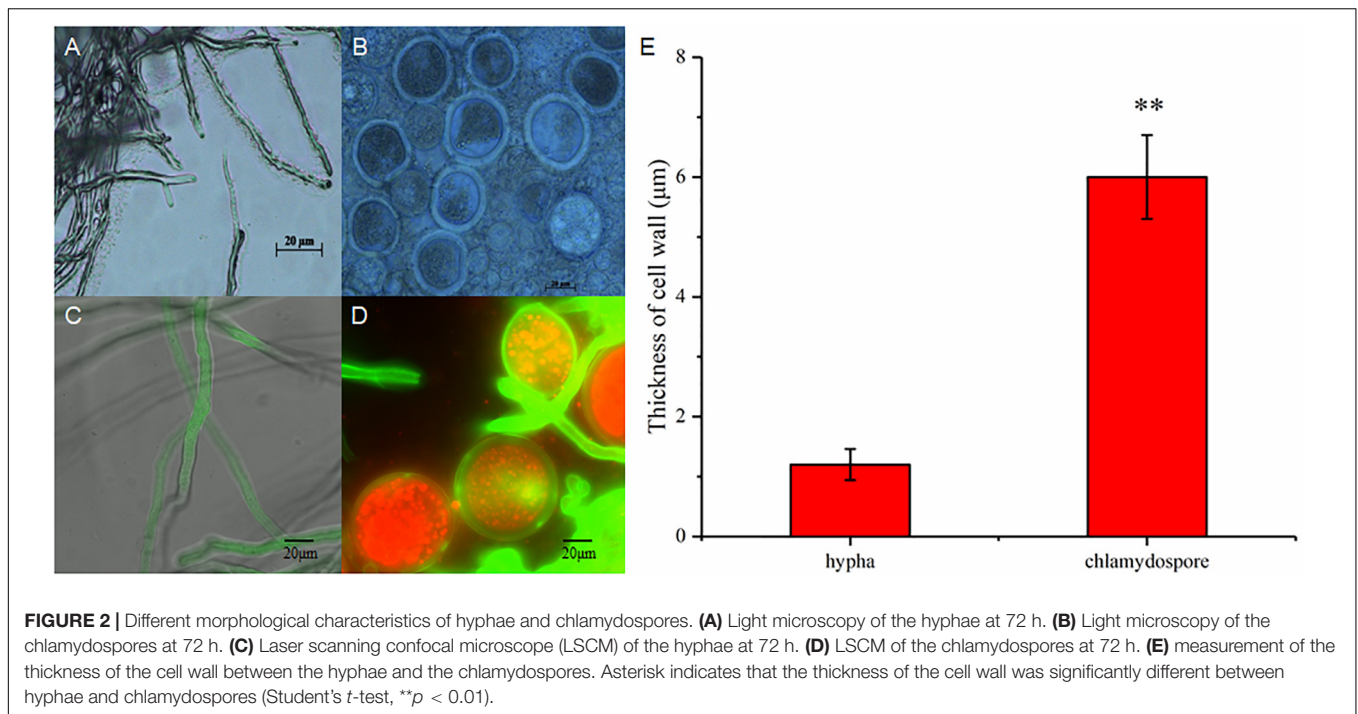 A
B
E
20 µm
20 µm
C
D
20µm
20µm
8
6
4
2
0
Thickness of cell wall (µm)
**
hypha
chlamydospore
FIGURE 2 | Different morphological characteristics of hyphae and chlamydospores. (A) Light microscopy of the hyphae at 72 h. (B) Light microscopy of the
chlamydospores at 72 h. (C) Laser scanning confocal microscope (LSCM) of the hyphae at 72 h. (D) LSCM of the chlamydospores at 72 h. (E) measurement of the
thickness of the cell wall between the hyphae and the chlamydospores. Asterisk indicates that the thickness of the cell wall was significantly different between
hyphae and chlamydospores (Student's t-test, **p < 0.01).